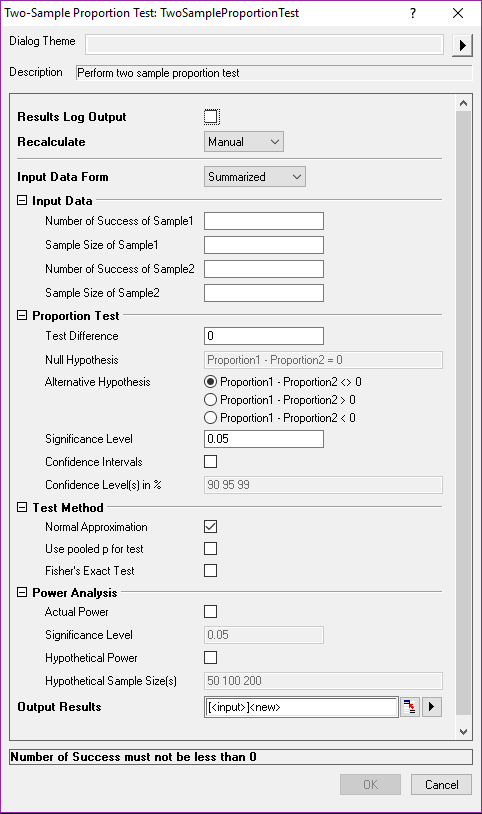 Two-Sample Proportion Test: TwoSampleProportionTest ?
Dialog Theme
Description Perform two sample proportion test
Results Log Output
Recalculate Manual
Input Data Form Summarized
Input Data
Number of Success of Sample1
Sample Size of Sample1
Number of Success of Sample2
Sample Size of Sample2
Proportion Test
Test Difference 0
Null Hypothesis Proportion1 - Proportion2 = 0
Alternative Hypothesis Proportion1 - Proportion2 <> 0
Proportion1 - Proportion2 > 0
Proportion1 - Proportion2 < 0
Significance Level 0.05
Confidence Intervals
Confidence Level(s) in % 90 95 99
Test Method
Normal Approximation
Use pooled p for test
Fisher's Exact Test
Power Analysis
Actual Power
Significance Level 0.05
Hypothetical Power
Hypothetical Sample Size(s) 50 100 200
Output Results [<input>]<new>
Number of Success must not be less than 0
OK Cancel